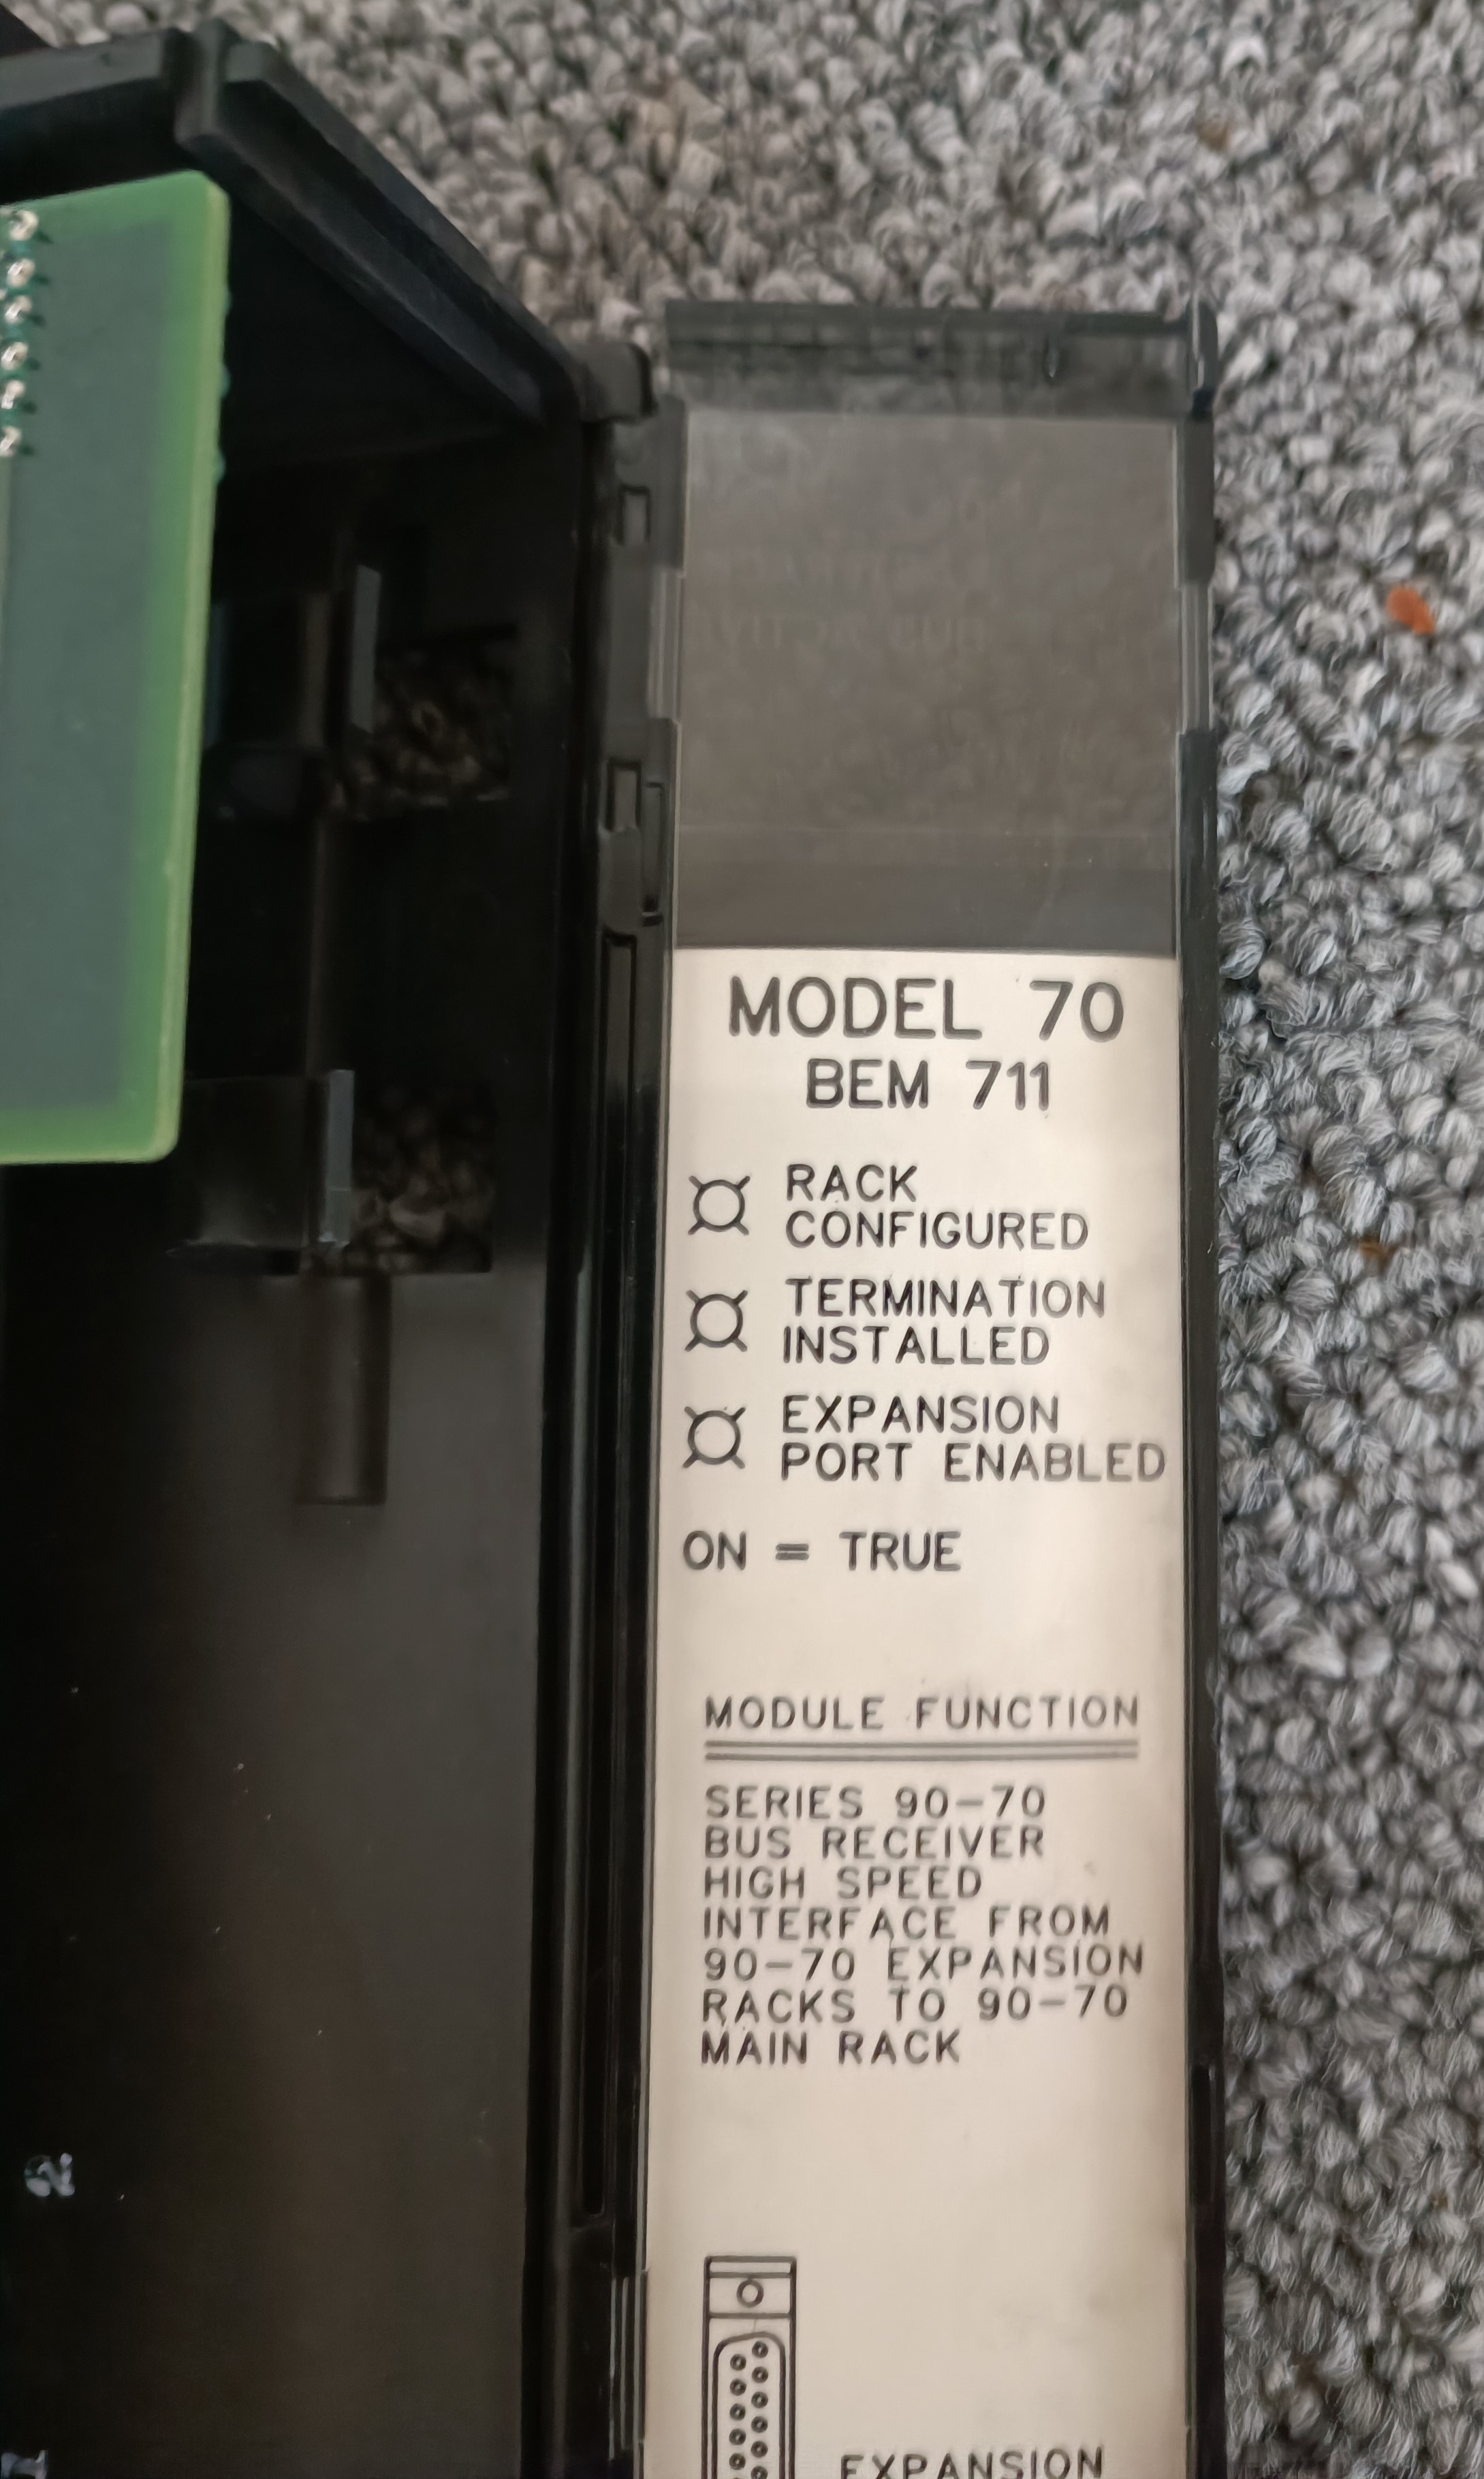 MODEL 70
BEM 711
RACK
CONFIGURED
TERMINATION
INSTALLED
EXPANSION
PORT ENABLED
ON = TRUE
MODULE FUNCTION
SERIES 90-70
BUS RECEIVER
HIGH SPEED
INTERFACE FROM
90-70 EXPANSION
RACKS TO 90-70
MAIN RACK
2
EXPANSION